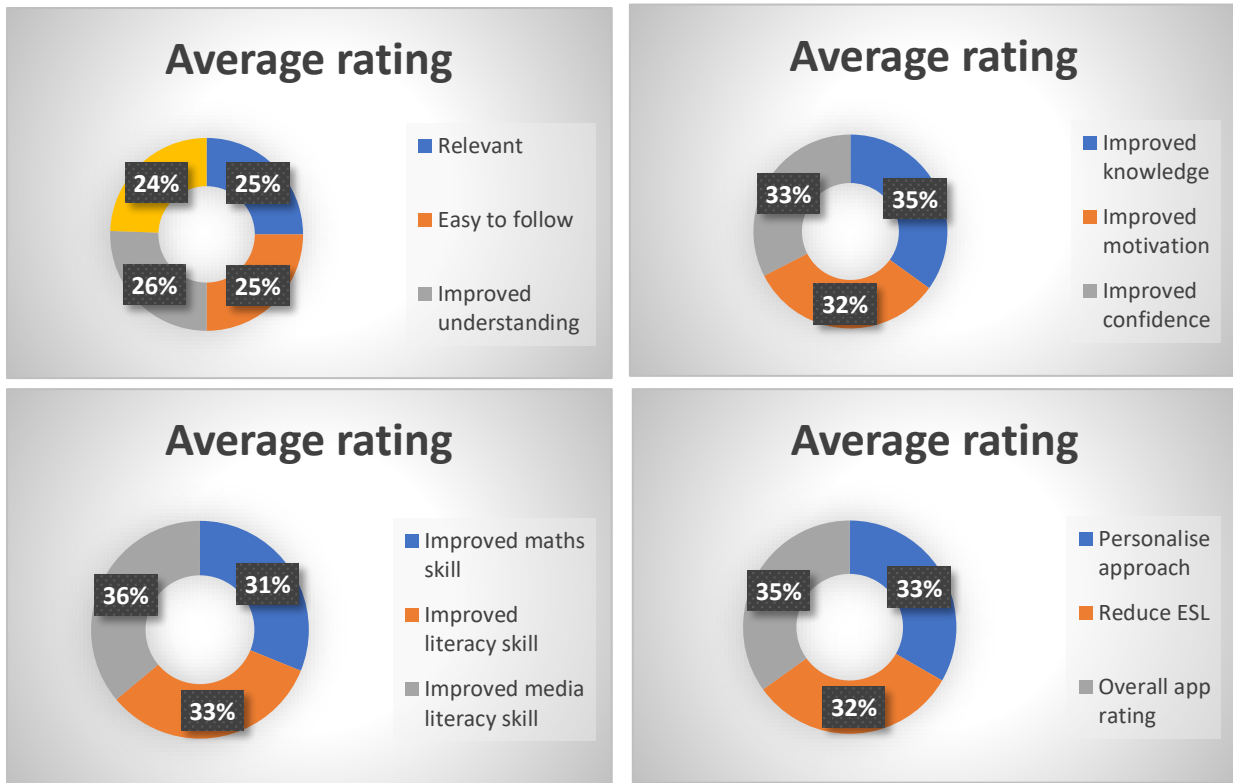 Average rating
24%
25%
26%
25%
Relevant
Easy to follow
Improved
understanding
Average rating
33%
35%
32%
Improved
knowledge
Improved
motivation
Improved
confidence
Average rating
36%
31%
33%
Improved maths
skill
Improved
literacy skill
Improved media
literacy skill
Average rating
35%
33%
32%
Personalise
approach
Reduce ESL
Overall app
rating